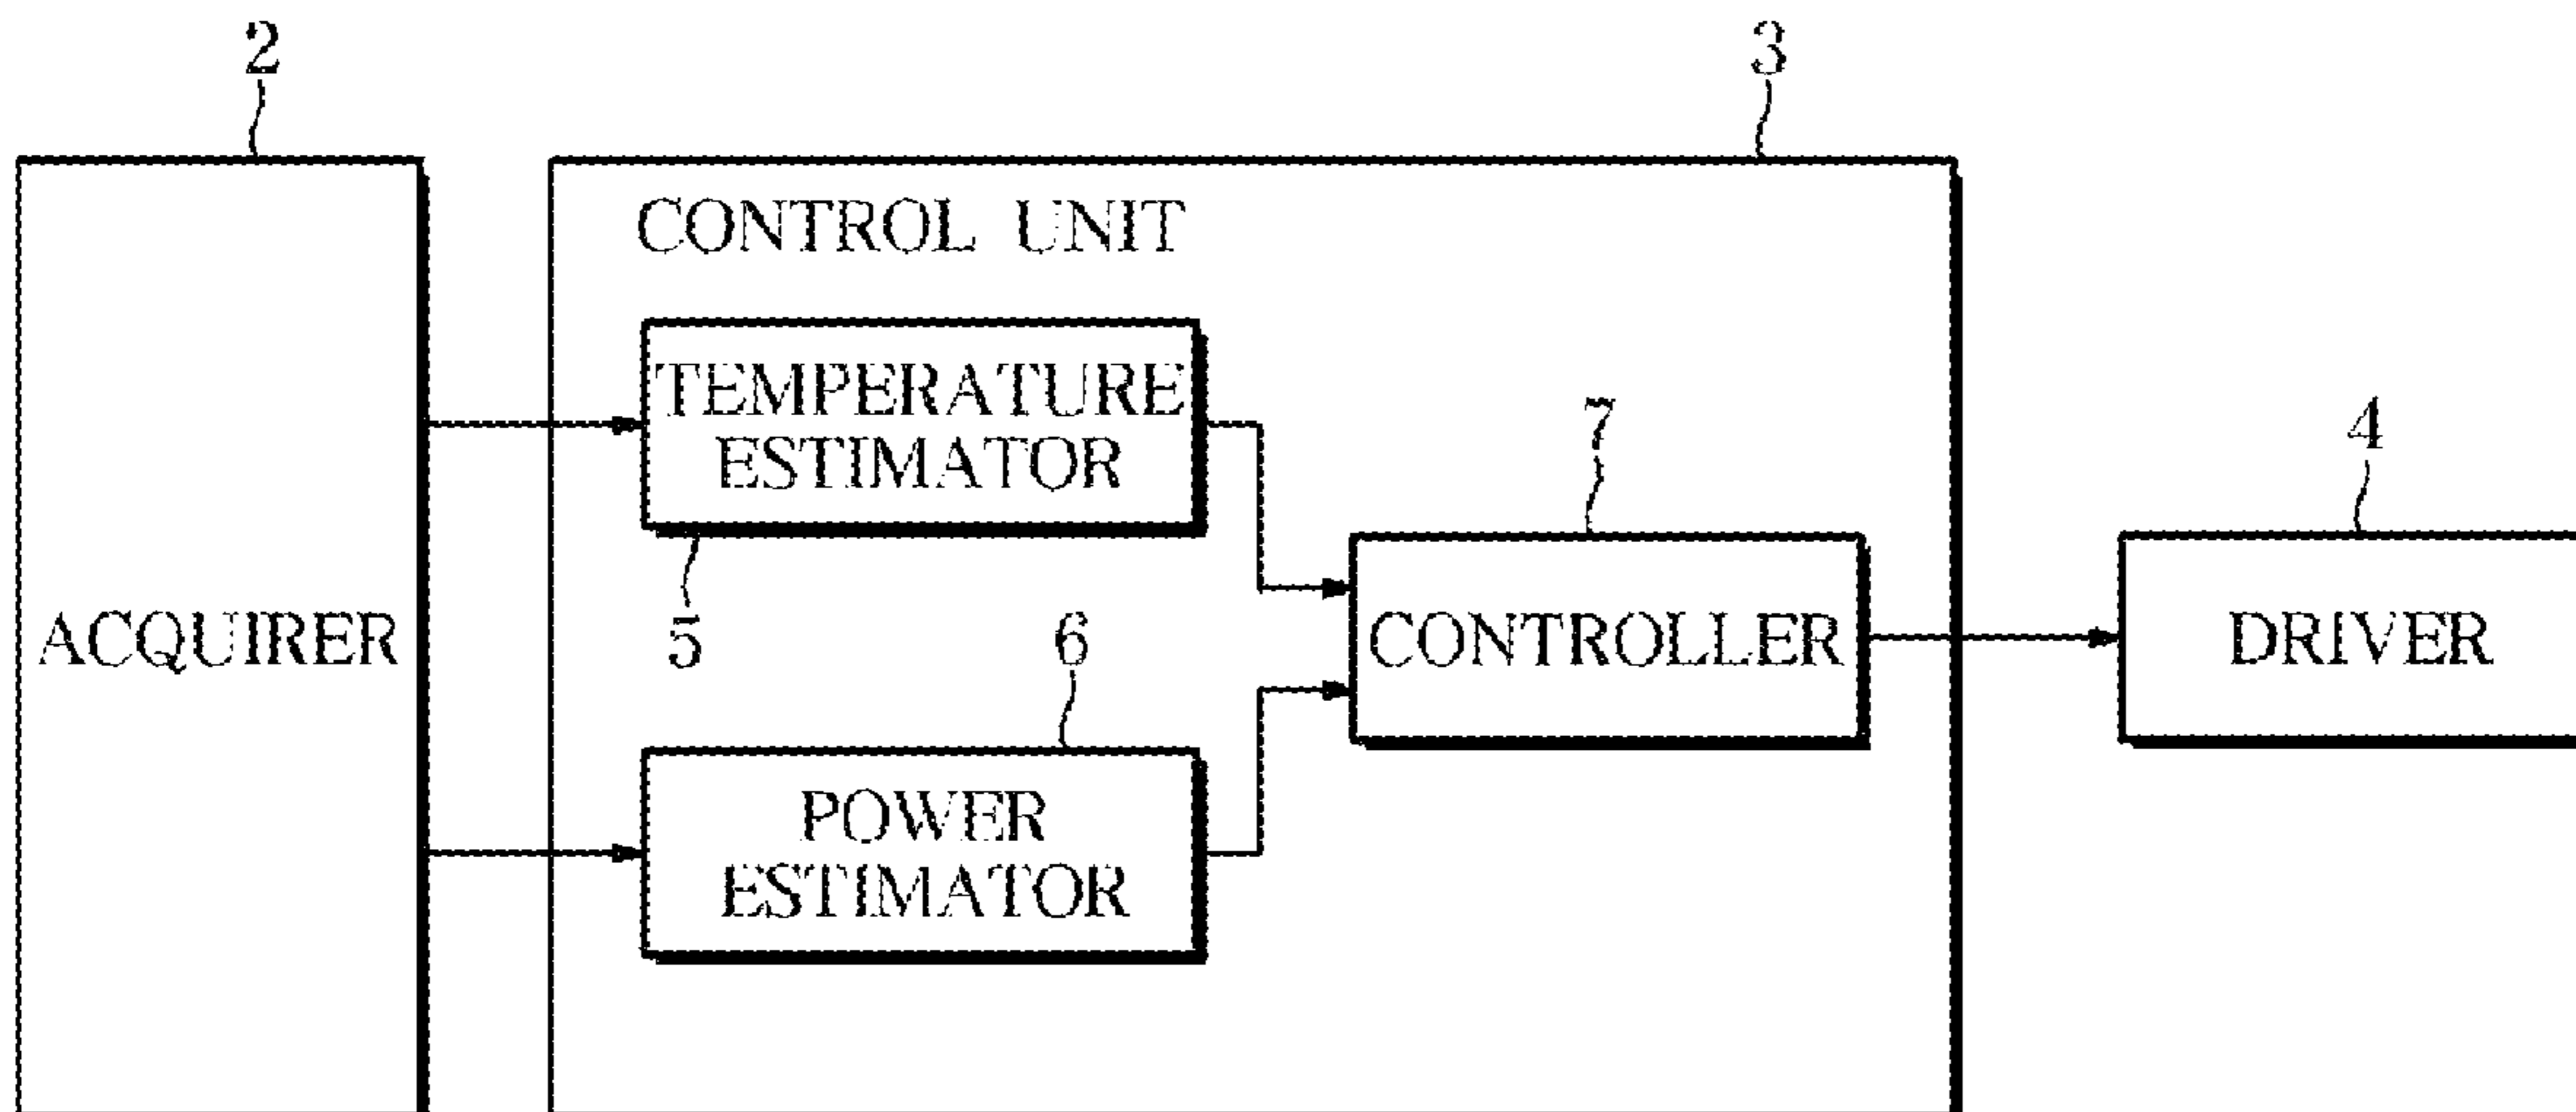 2
3
CONTROL UNIT
TEMPERATURE
ESTIMATOR
7
4
5
6
ACQUIRER
CONTROLLER
DRIVER
POWER
ESTIMATOR